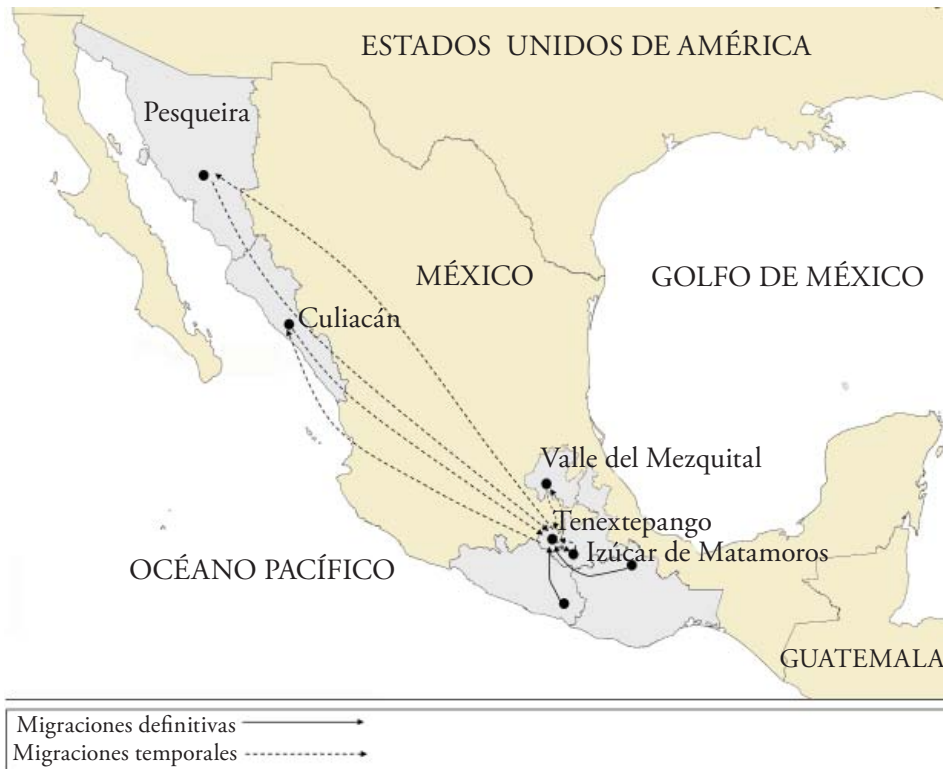 ESTADOS UNIDOS DE AMÉRICA
Pesqueira
MÉXICO
GOLFO DE MÉXICO
Culiacán
Valle del Mezquital
Tenextepango
Izúcar de Matamoros
OCÉANO PACÍFICO
GUATEMALA
Migraciones definitivas
Migraciones temporales